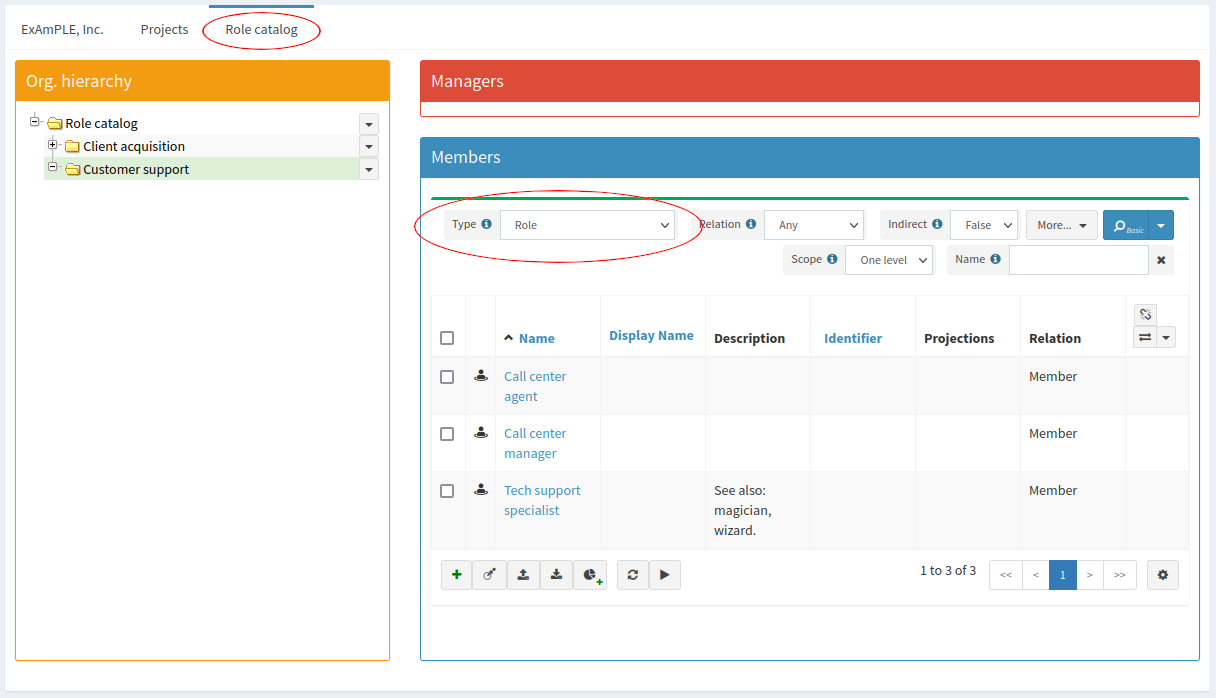 ExAmPLE, Inc. Projects Role catalog
Org. hierarchy
Role catalog
Client acquisition
Customer support
Managers
Members
Type Role Relation Any Indirect False More... Basic
Scope One level Name
Name Display Name Description Identifier Projections Relation
Call center
agent
Member
Call center
manager
Member
Tech support
specialist
See also:
magician,
wizard.
Member
1 to 3 of 3 << < 1 > >>